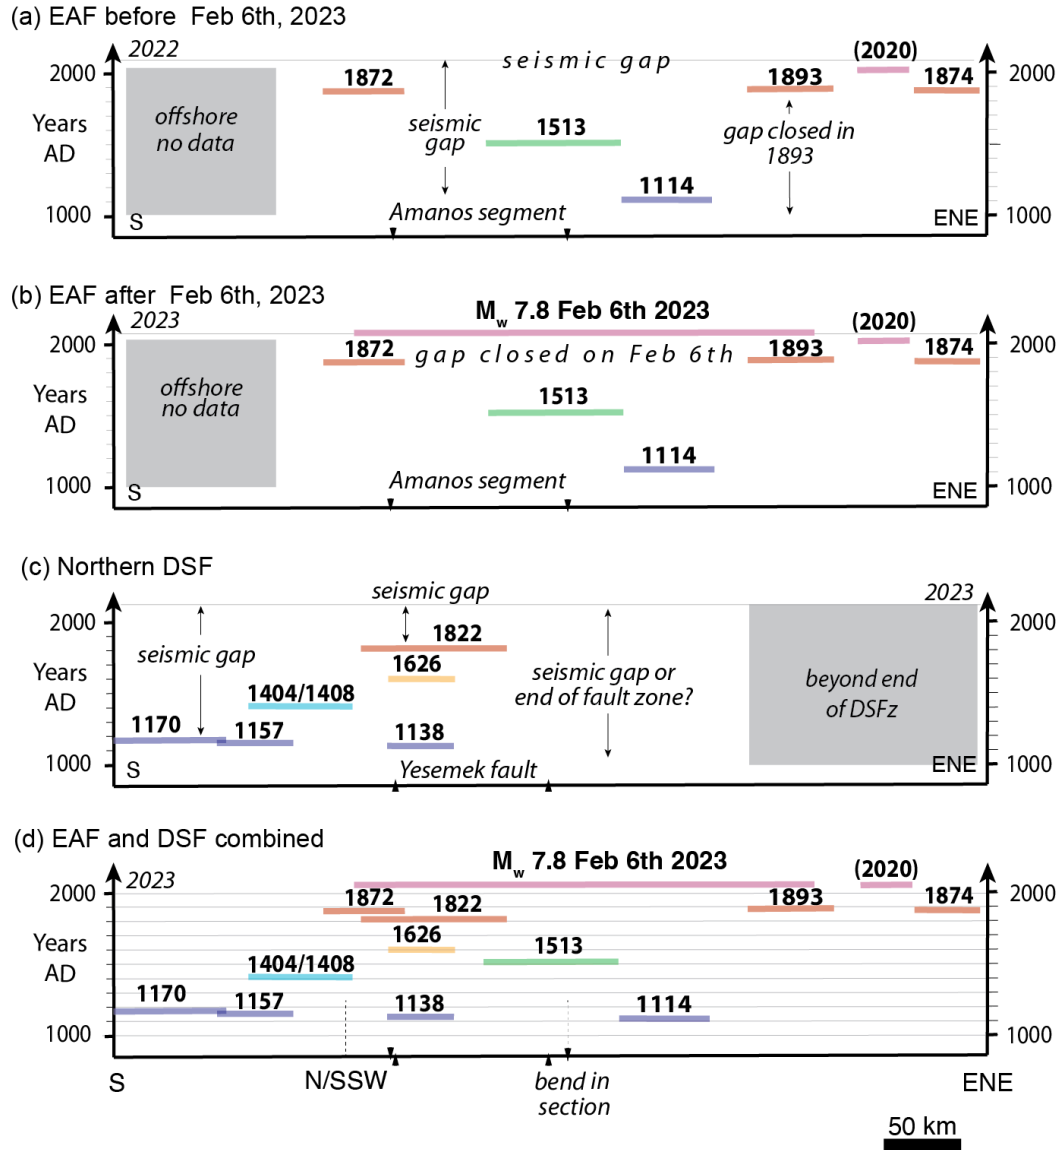 (a) EAF before Feb 6th, 2023
2022
seismic gap
(2020)
2000
1872
1893
1874
2000
offshore
no data
Years
AD
seismic
gap
1513
gap closed in
1893
1114
1000
S
Amanos segment
ENE
1000
(b) EAF after Feb 6th, 2023
2023
Mw 7.8 Feb 6th 2023
(2020)
2000
1872
gap closed on Feb 6th
1893
1874
2000
offshore
no data
Years
AD
1513
1114
1000
S
Amanos segment
ENE
1000
(c) Northern DSF
seismic gap
2023
2000
1822
2000
seismic gap
1626
seismic gap or
end of fault zone?
beyond end
of DSFz
Years
AD
1404/1408
1170
1157
1138
1000
S
Yesemek fault
ENE
1000
(d) EAF and DSF combined
2023
Mw 7.8 Feb 6th 2023
(2020)
2000
1872
1822
1893
1874
2000
Years
AD
1626
1513
1404/1408
1170
1157
1138
1114
1000
1000
S
N/SSW
bend in
section
ENE
50 km